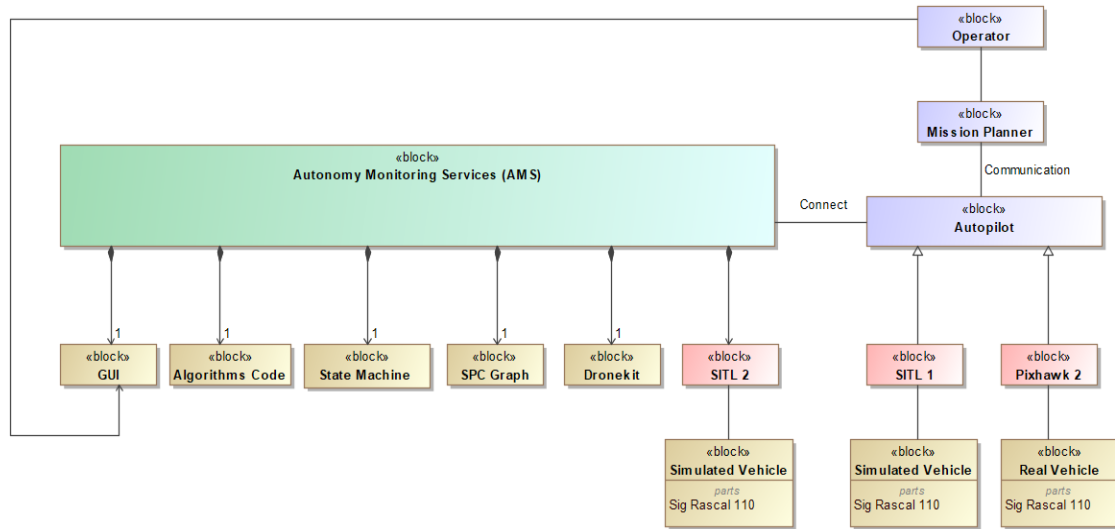 «block»
Operator
«block»
Mission Planner
«block»
Autonomy Monitoring Services (AMS)
Communication
Connect
«block»
Autopilot
1
1
1
1
1
«block»
GUI
«block»
Algorithms Code
«block»
State Machine
«block»
SPC Graph
«block»
Dronekit
«block»
SITL 2
«block»
SITL 1
«block»
Pixhawk 2
«block»
Simulated Vehicle
parts
Sig Rascal 110
«block»
Simulated Vehicle
parts
Sig Rascal 110
«block»
Real Vehicle
parts
Sig Rascal 110